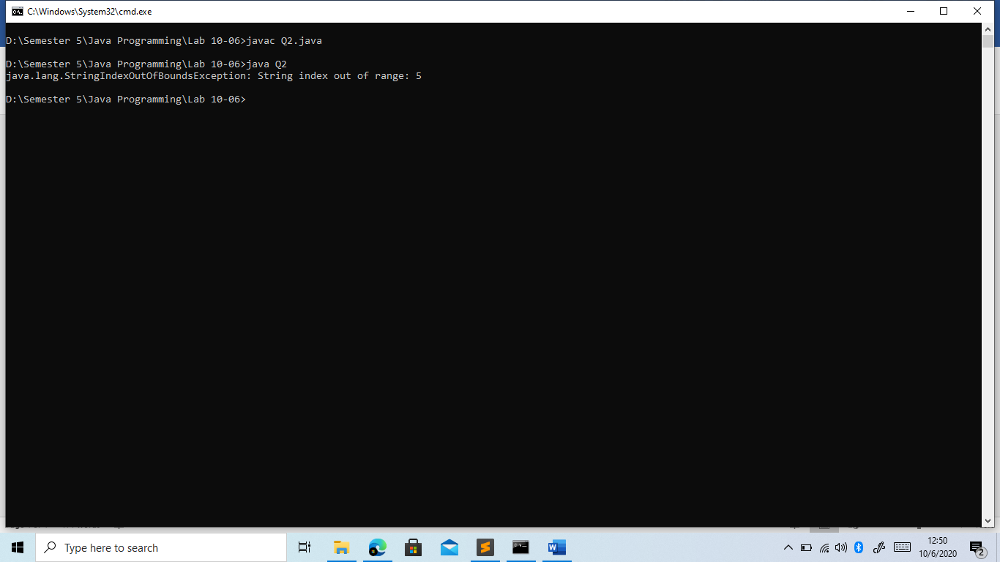 C:\Windows\System32\cmd.exe
D:\Semester 5\Java Programming\Lab 10-06>javac Q2.java
D:\Semester 5\Java Programming\Lab 10-06>java Q2
java.lang.StringIndexOutOfBoundsException: String index out of range: 5
D:\Semester 5\Java Programming\Lab 10-06>
Type here to search
12:50
10/6/2020
2